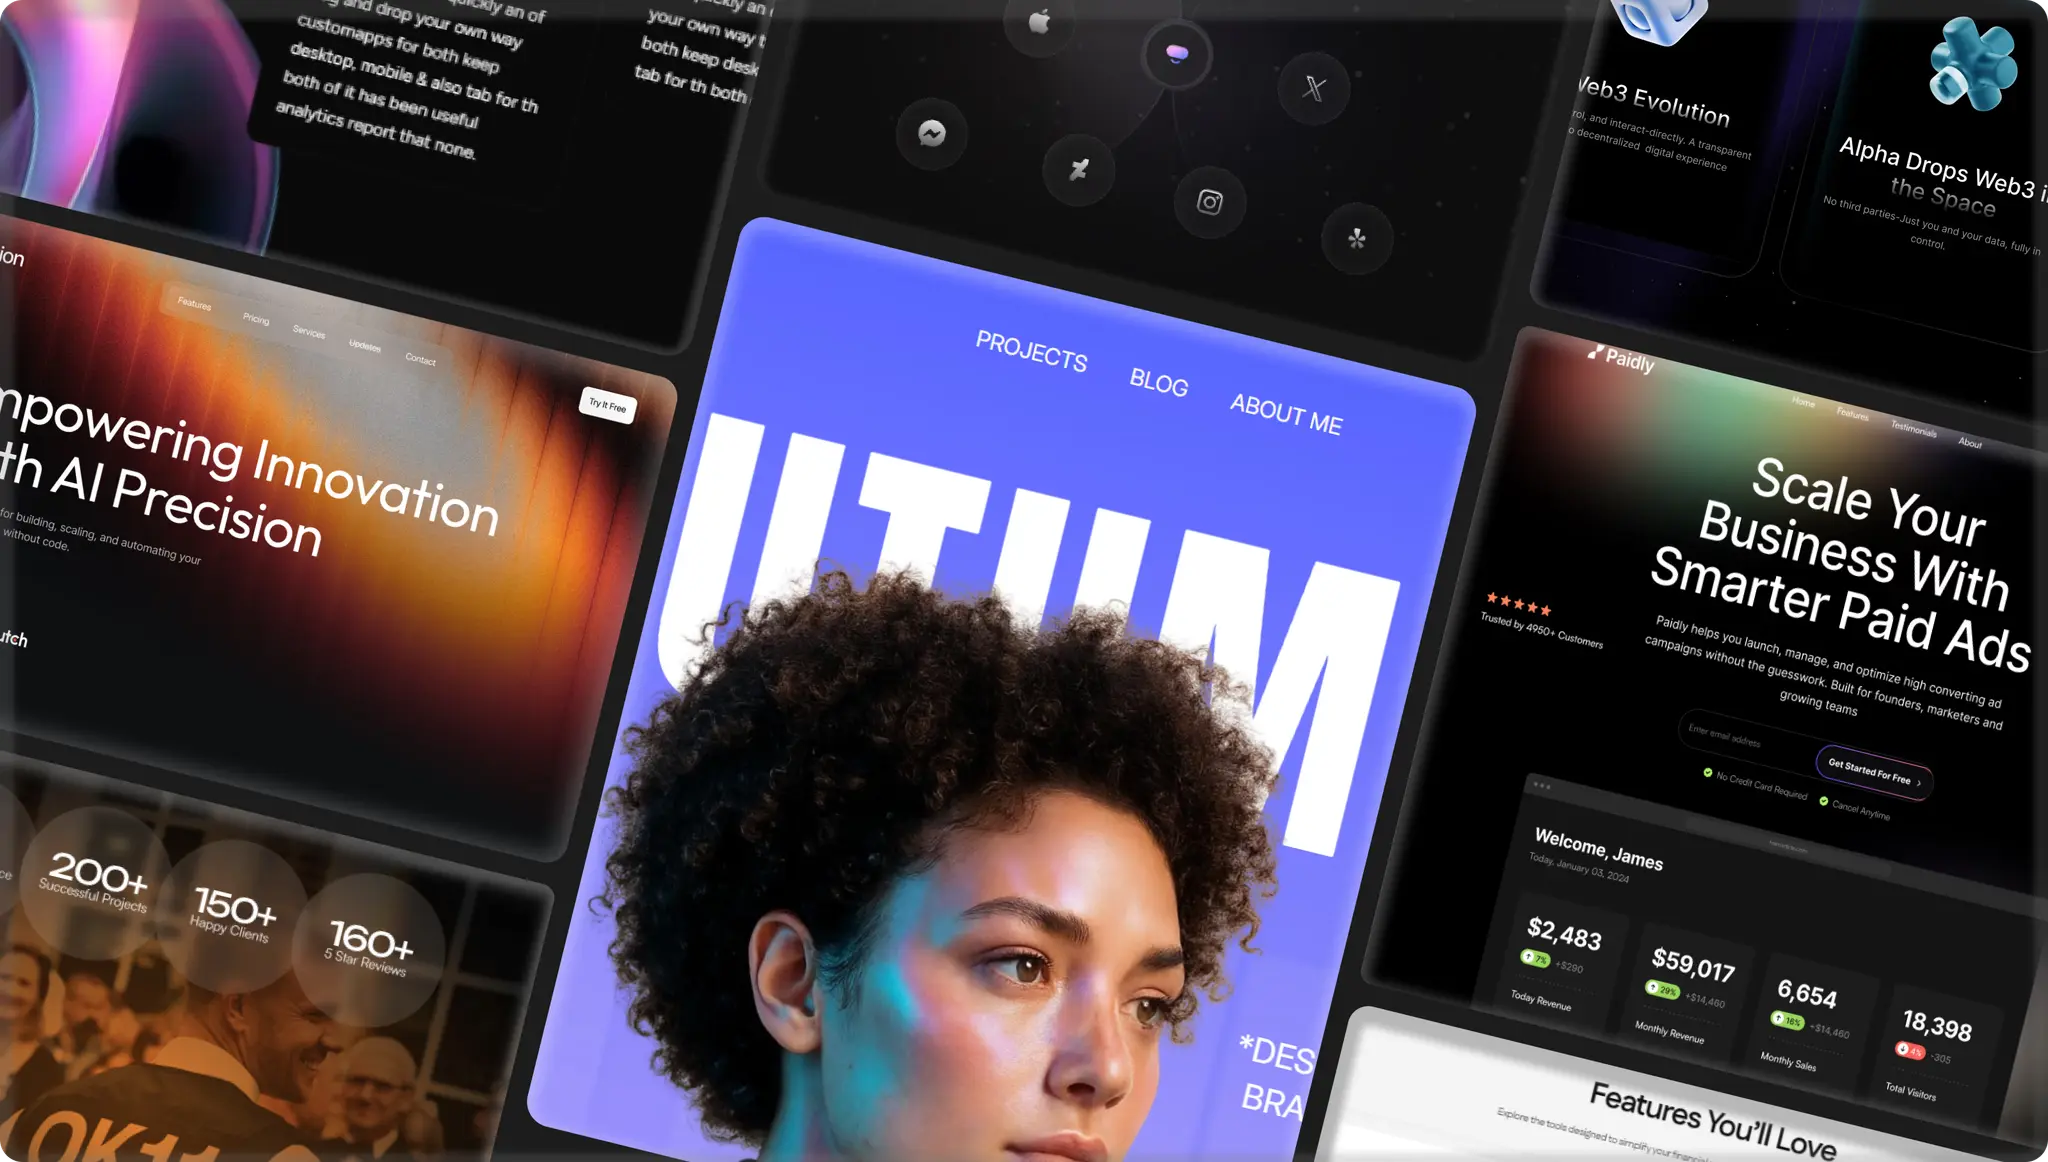 quickly an of
and drop your own way
customapps for both keep
desktop, mobile & also tab for th
both of it has been useful
analytics report that none.
your own way t
both keep desk
tab for th both
Web3 Evolution
and interact-directly. A transparent
decentralized digital experience
Alpha Drops Web3 i
the Space
No third parties-Just you and your data, fully in
control.
ion
Features
Pricing
Services
Updates
Contact
Try It Free
mpowering Innovation
th AI Precision
for building, scaling, and automating your
without code.
utch
200+
Successful Projects
150+
Happy Clients
160+
5 Star Reviews
PROJECTS
BLOG
ABOUT ME
*DES
BRA
Paidly
Home
Features
Testimonials
About
Scale Your
Business With
Smarter Paid Ads
Trusted by 4950+ Customers
Paidly helps you launch, manage, and optimize high converting ad
campaigns without the guesswork. Built for founders, marketers and
growing teams
Enter email address
Get Started For Free
No Credit Card Required
Cancel Anytime
Welcome, James
Today, January 03, 2024
$2,483
7% +$290
Today Revenue
$59,017
29% +$14,460
Monthly Revenue
6,654
16% +$14,460
Monthly Sales
18,398
4% -305
Total Visitors
Features You'll Love
Explore the tools designed to simplify your financial